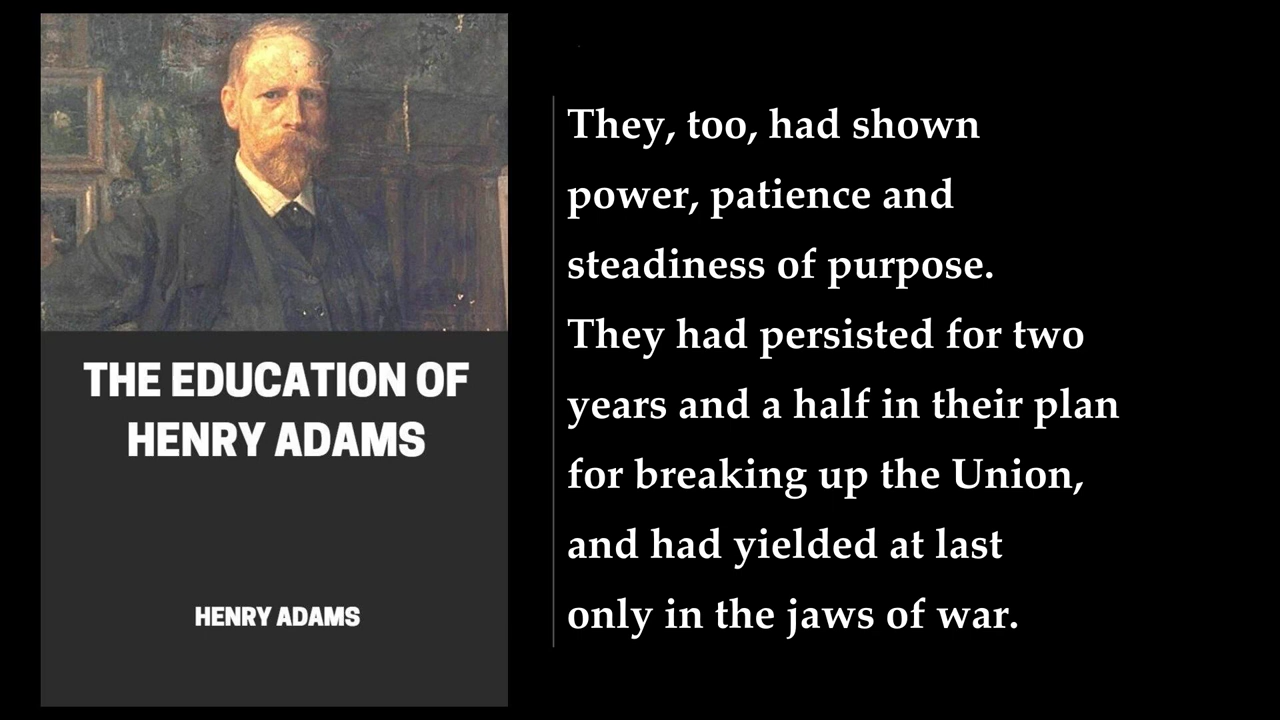 THE EDUCATION OF
HENRY ADAMS
HENRY ADAMS
They, too, had shown
power, patience and
steadiness of purpose.
They had persisted for two
years and a half in their plan
for breaking up the Union,
and had yielded at last
only in the jaws of war.